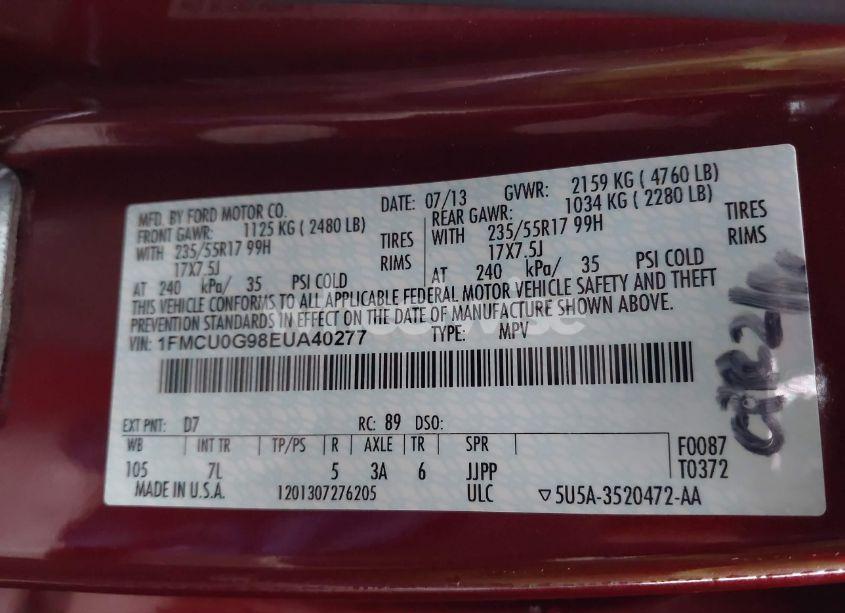 MFD. BY FORD MOTOR CO. DATE: 07/13 GVWR: 2159 KG ( 4760 LB)
FRONT GAWR: 1125 KG ( 2480 LB) REAR GAWR: 1034 KG ( 2280 LB)
WITH 235/55R17 99H TIRES WITH 235/55R17 99H TIRES
17X7.5J RIMS 17X7.5J RIMS
AT 240 kPa/ 35 PSI COLD AT 240 kPa/ 35 PSI COLD
THIS VEHICLE CONFORMS TO ALL APPLICABLE FEDERAL MOTOR VEHICLE SAFETY AND THEFT
PREVENTION STANDARDS IN EFFECT ON THE DATE OF MANUFACTURE SHOWN ABOVE.
VIN: 1FMCU0G98EUA40277 TYPE: MPV
EXT PNT: D7 RC: 89 DSO:
WB INT TR TP/PS R AXLE TR SPR F0087
105 7L 5 3A 6 JJPP T0372
MADE IN U.S.A. 1201307276205 ULC ▽5U5A-3520472-AA